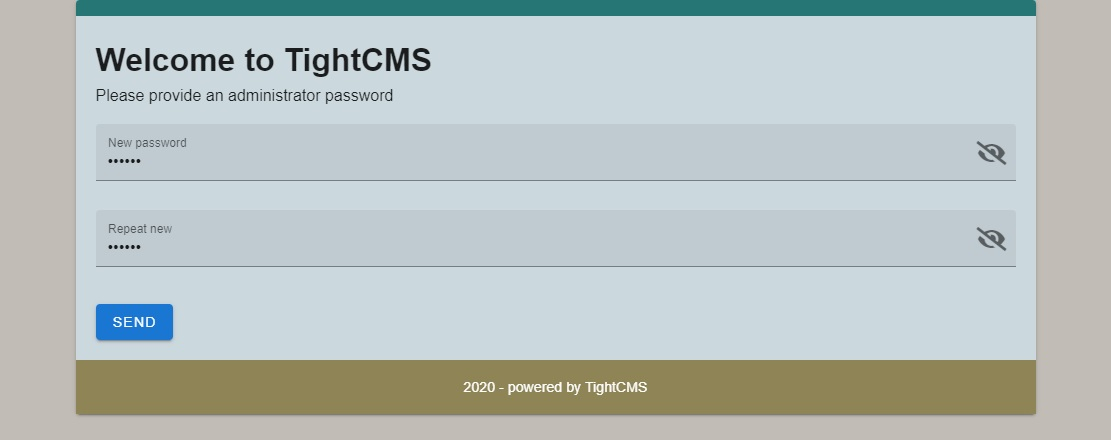 Welcome to TightCMS
Please provide an administrator password
New password
••••••
Repeat new
••••••
SEND
2020 - powered by TightCMS